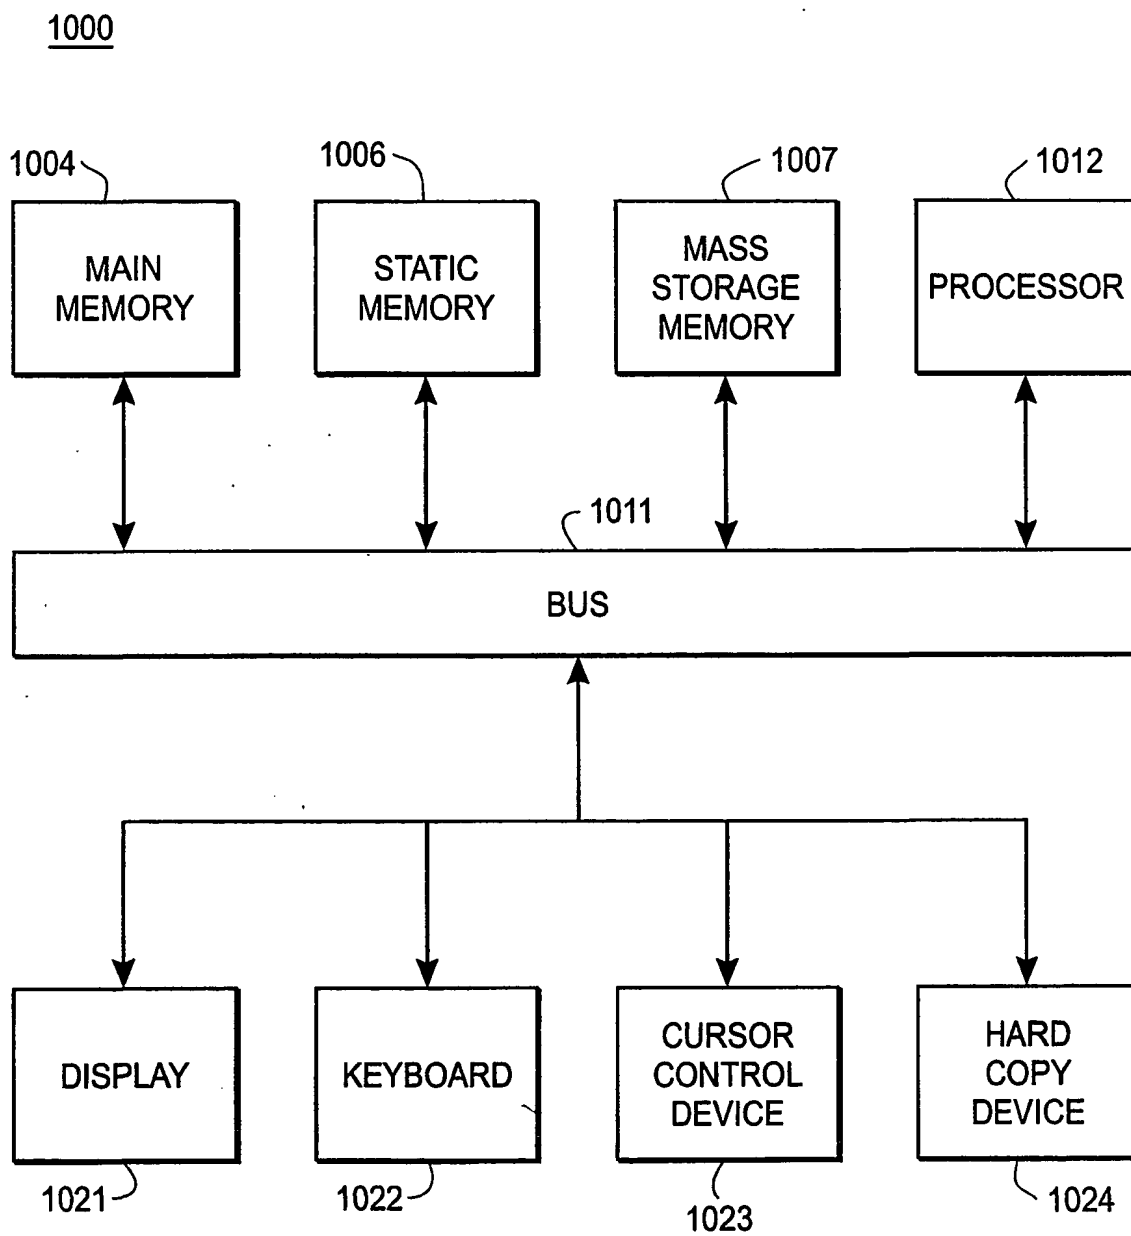 1000
1004
1006
1007
1012
MAIN
MEMORY
STATIC
MEMORY
MASS
STORAGE
MEMORY
PROCESSOR
1011
BUS
DISPLAY
KEYBOARD
CURSOR
CONTROL
DEVICE
HARD
COPY
DEVICE
1021
1022
1023
1024